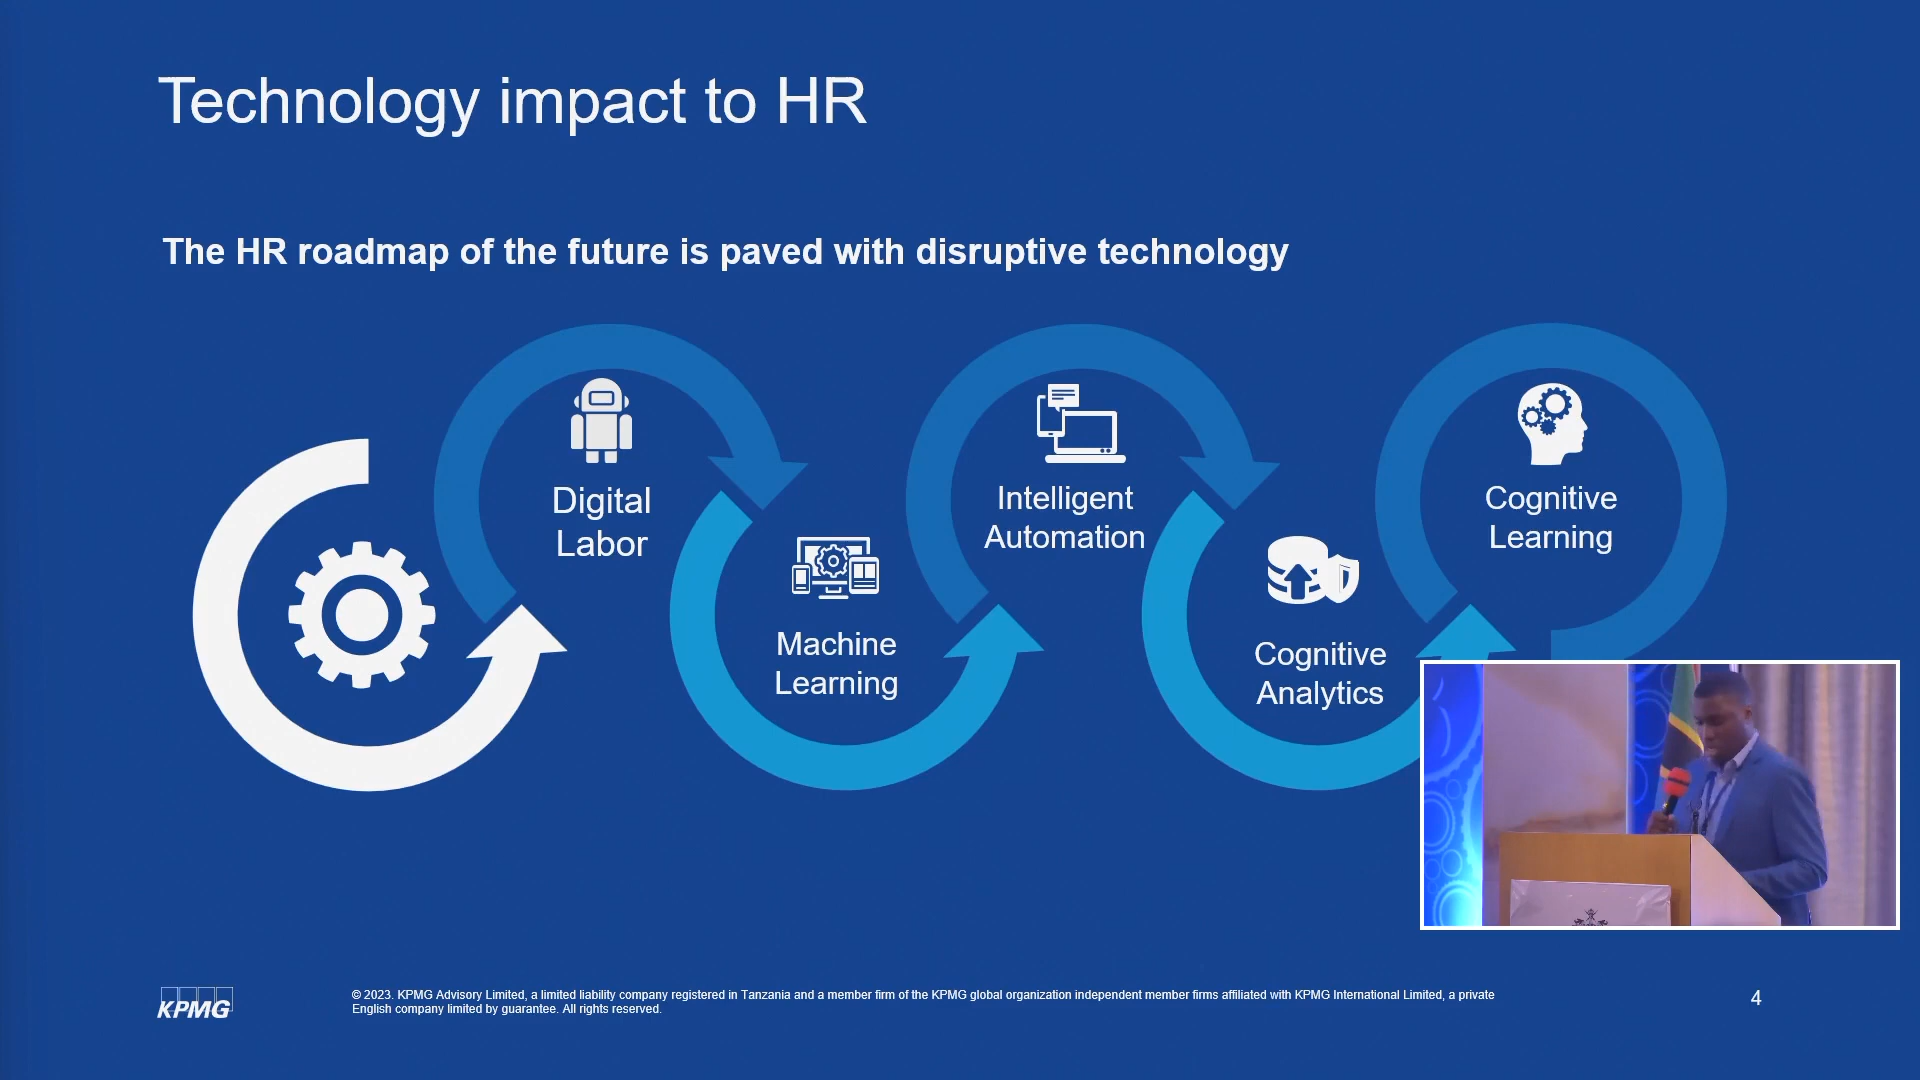 Technology impact to HR
The HR roadmap of the future is paved with disruptive technology
Digital
Labor
Machine
Learning
Intelligent
Automation
Cognitive
Analytics
Cognitive
Learning
KPMG
© 2023. KPMG Advisory Limited, a limited liability company registered in Tanzania and a member firm of the KPMG global organization independent member firms affiliated with KPMG International Limited, a private
English company limited by guarantee. All rights reserved.
4